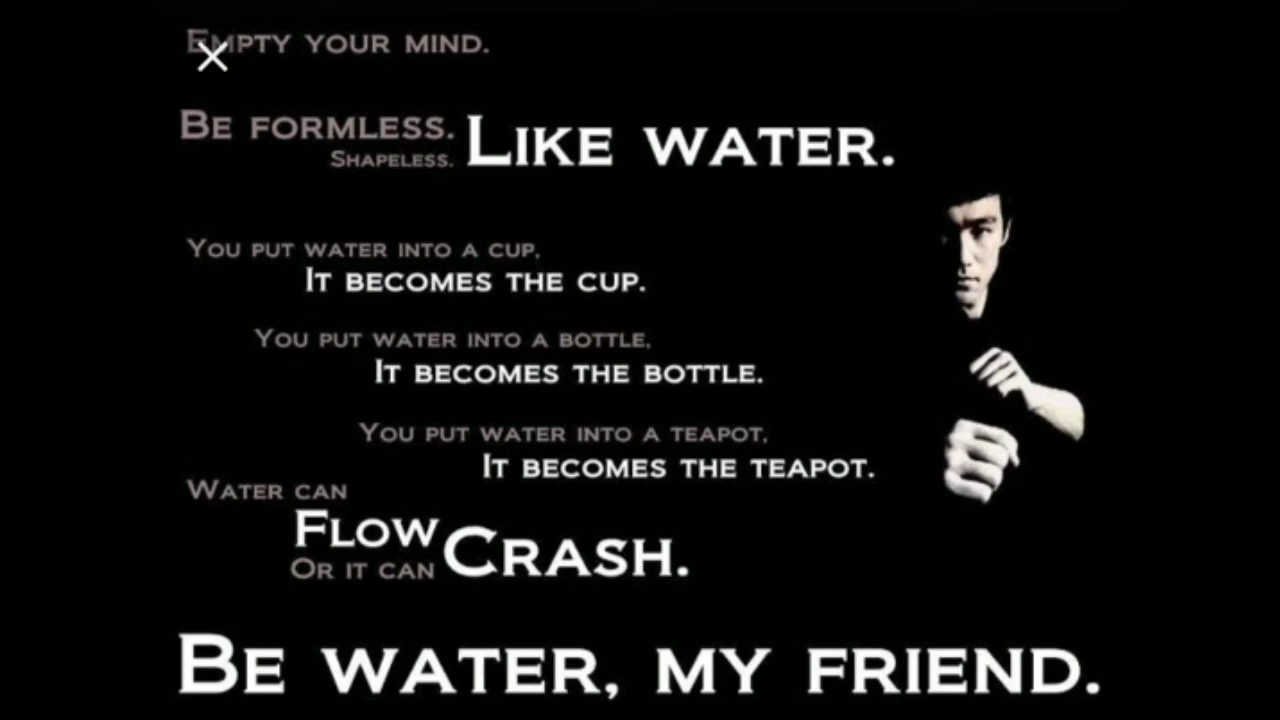 Empty your mind.
Be formless.
Shapeless.
Like water.
You put water into a cup,
It becomes the cup.
You put water into a bottle,
It becomes the bottle.
You put water into a teapot,
It becomes the teapot.
Water can
Flow
Or it can
Crash.
Be water, my friend.